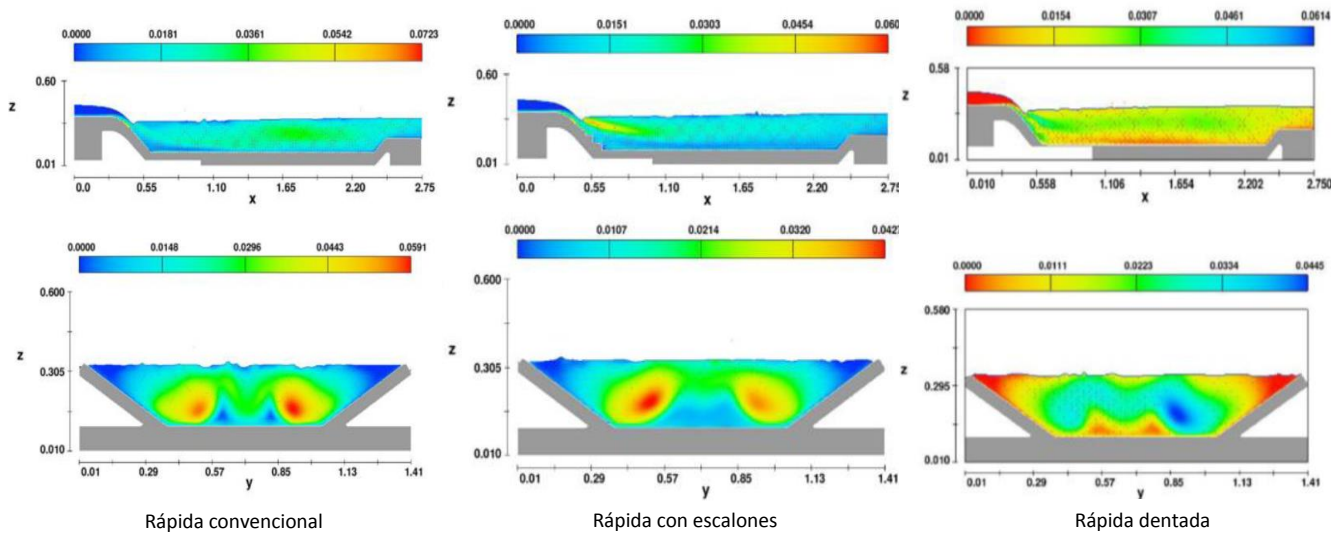 0.0000 0.0181 0.0361 0.0542 0.0723
0.60
z
0.01
0.0 0.55 1.10 1.65 2.20 2.75
x
0.0000 0.0151 0.0303 0.0454 0.060
0.60
z
0.01
0.0 0.55 1.10 1.65 2.20 2.75
x
0.0000 0.0154 0.0307 0.0461 0.0614
0.58
z
0.01
0.010 0.558 1.106 1.654 2.202 2.750
x
0.0000 0.0148 0.0296 0.0443 0.0591
0.600
z
0.305
0.010
0.01 0.29 0.57 0.85 1.13 1.41
y
0.0000 0.0107 0.0214 0.0320 0.0427
0.600
z
0.305
0.010
0.01 0.29 0.57 0.85 1.13 1.41
y
0.0000 0.0111 0.0223 0.0334 0.0445
0.580
z
0.295
0.010
0.01 0.29 0.57 0.85 1.13 1.41
y
Rápida convencional
Rápida con escalones
Rápida dentada